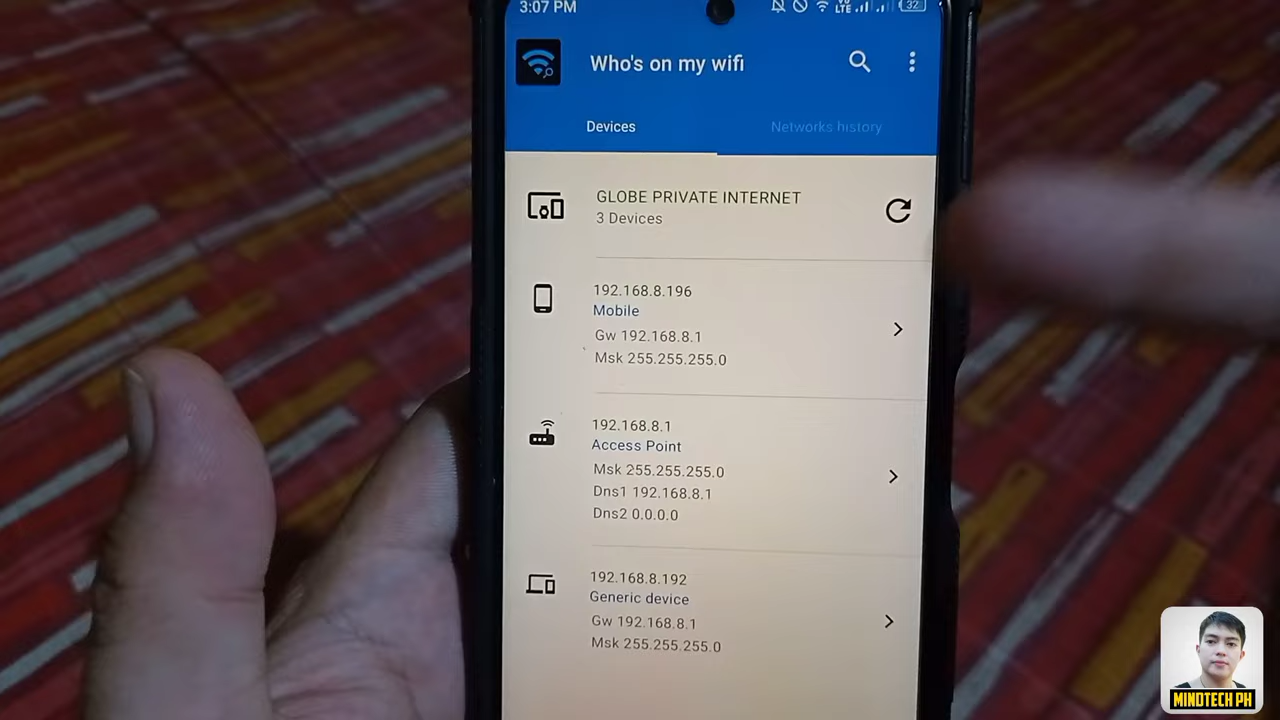 3:07 PM
VO
LTE
32
Who's on my wifi
Devices
Networks history
GLOBE PRIVATE INTERNET
3 Devices
192.168.8.196
Mobile
Gw 192.168.8.1
Msk 255.255.255.0
192.168.8.1
Access Point
Msk 255.255.255.0
Dns1 192.168.8.1
Dns2 0.0.0.0
192.168.8.192
Generic device
Gw 192.168.8.1
Msk 255.255.255.0
MINDTECH PH